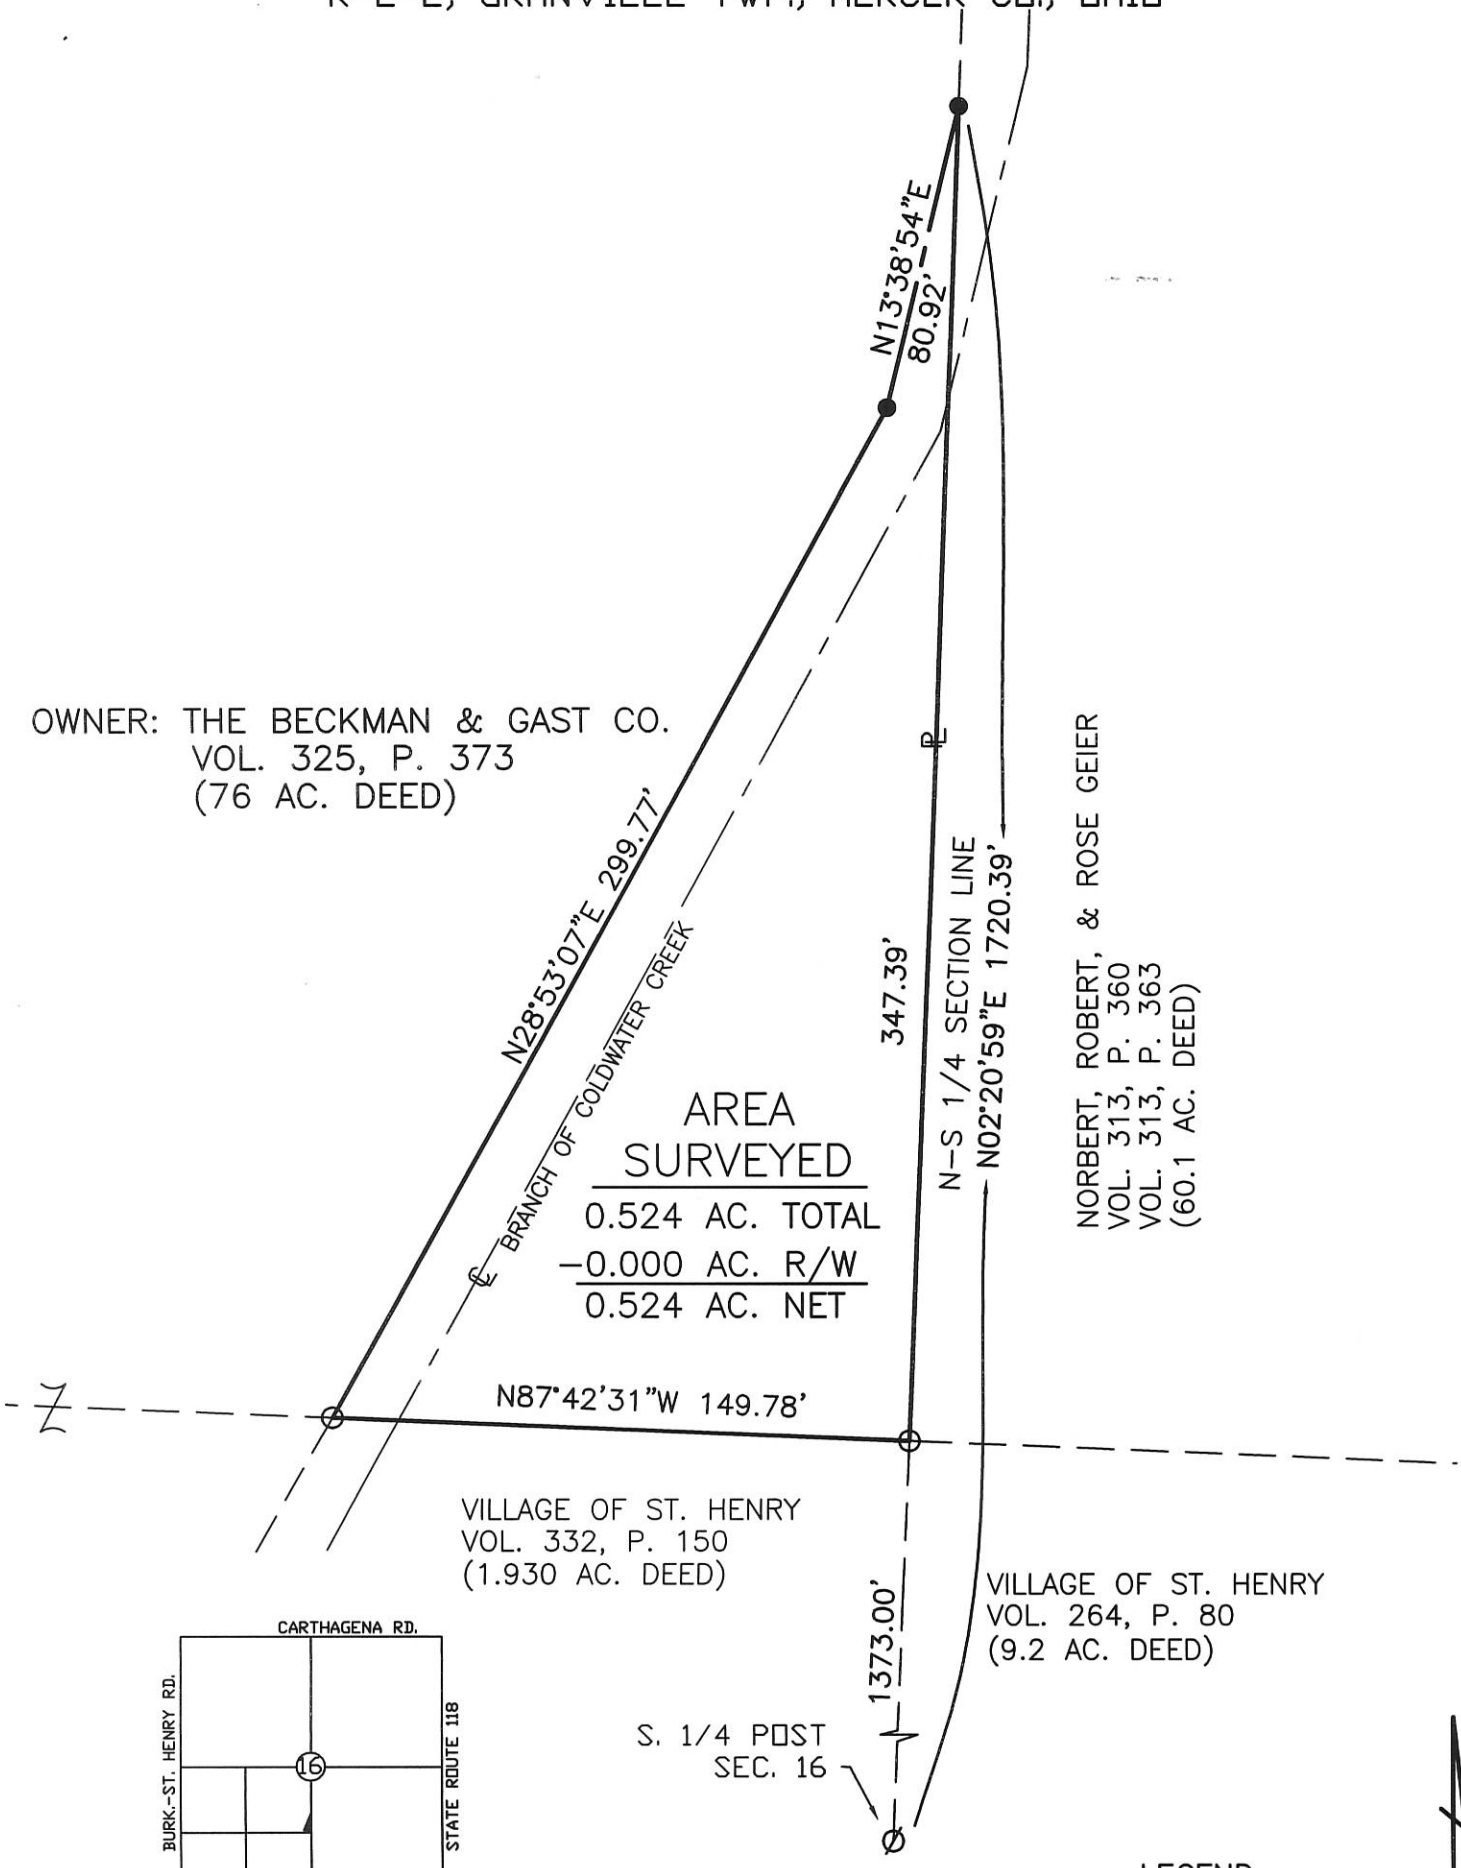 R-2-E, GRANVILLE TWP., MERCER CO., OHIO
N13°38'54"E
80.92'
OWNER: THE BECKMAN & GAST CO.
VOL. 325, P. 373
(76 AC. DEED)
N28°53'07"E 299.77'
℄ BRANCH OF COLDWATER CREEK
PL
347.39'
N-S 1/4 SECTION LINE
N02°20'59"E 1720.39'
NORBERT, ROBERT, & ROSE GEIER
VOL. 313, P. 360
VOL. 313, P. 363
(60.1 AC. DEED)
AREA
SURVEYED
0.524 AC. TOTAL
-0.000 AC. R/W
0.524 AC. NET
N87°42'31"W 149.78'
VILLAGE OF ST. HENRY
VOL. 332, P. 150
(1.930 AC. DEED)
1373.00'
VILLAGE OF ST. HENRY
VOL. 264, P. 80
(9.2 AC. DEED)
S. 1/4 POST
SEC. 16
CARTHAGENA RD.
BURK.-ST. HENRY RD.
16
STATE ROUTE 118
LEGEND